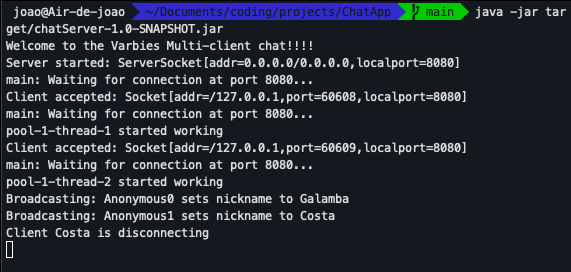 joao@Air-de-joao ~/Documents/coding/projects/ChatApp main java -jar tar
get/chatServer-1.0-SNAPSHOT.jar
Welcome to the Varbies Multi-client chat!!!!
Server started: ServerSocket[addr=0.0.0.0/0.0.0.0,localport=8080]
main: Waiting for connection at port 8080...
Client accepted: Socket[addr=/127.0.0.1,port=60608,localport=8080]
main: Waiting for connection at port 8080...
pool-1-thread-1 started working
Client accepted: Socket[addr=/127.0.0.1,port=60609,localport=8080]
main: Waiting for connection at port 8080...
pool-1-thread-2 started working
Broadcasting: Anonymous0 sets nickname to Galamba
Broadcasting: Anonymous1 sets nickname to Costa
Client Costa is disconnecting